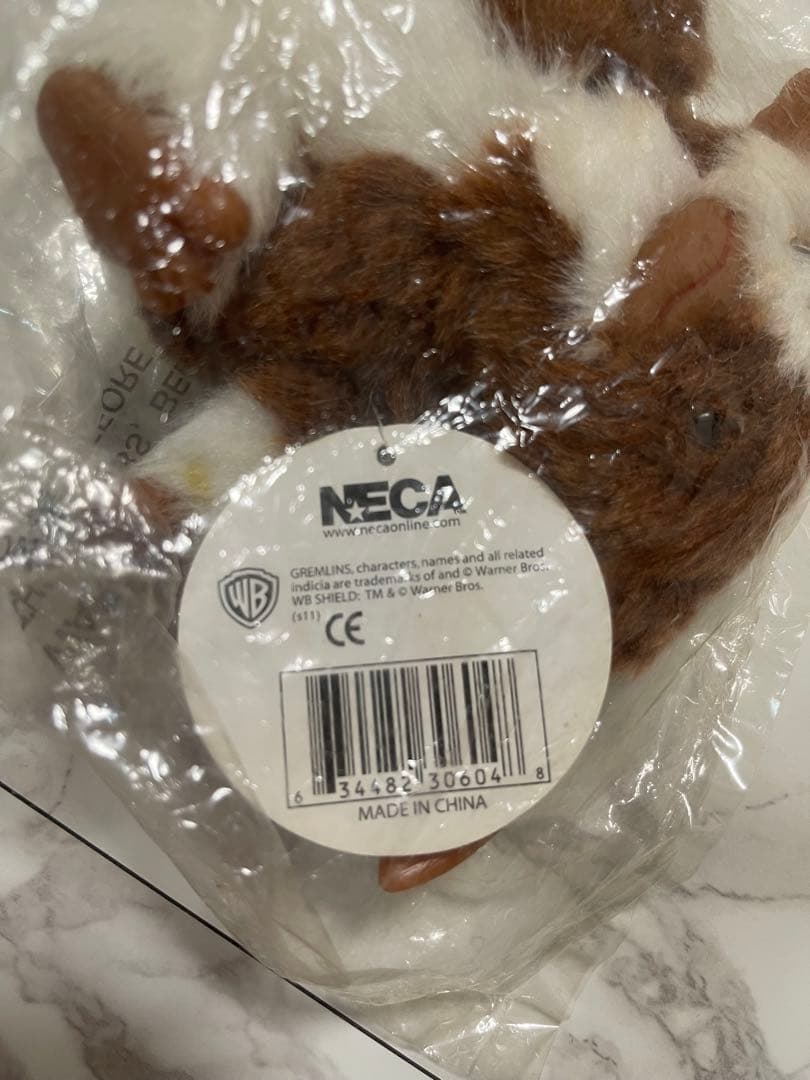 NECA
www.necaonline.com
GREMLINS, characters, names and all related
indicia are trademarks of and © Warner Bros.
WB SHIELD: TM & © Warner Bros.
(s11)
WB
CE
6 34482 30604 8
MADE IN CHINA